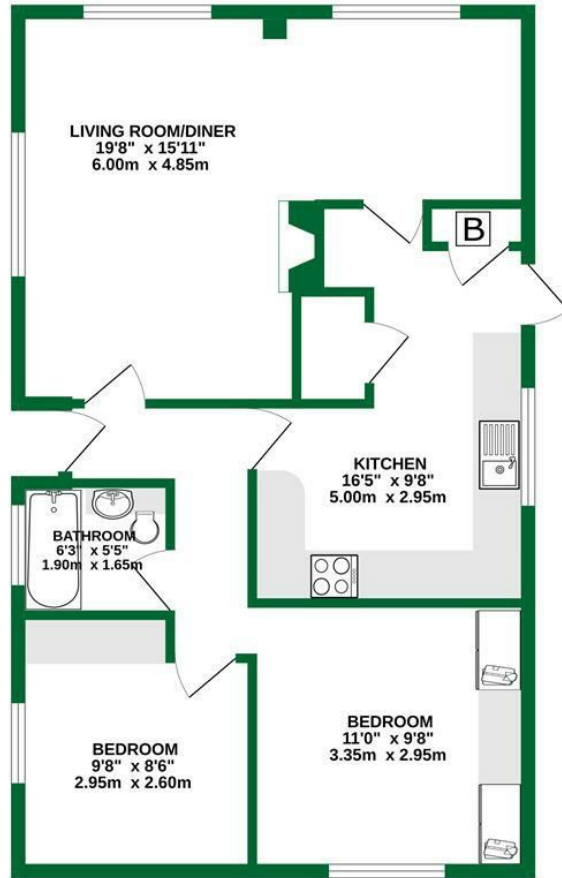 LIVING ROOM/DINER
19'8" x 15'11"
6.00m x 4.85m
B
KITCHEN
16'5" x 9'8"
5.00m x 2.95m
BATHROOM
6'3" x 5'5"
1.90m x 1.65m
BEDROOM
9'8" x 8'6"
2.95m x 2.60m
BEDROOM
11'0" x 9'8"
3.35m x 2.95m